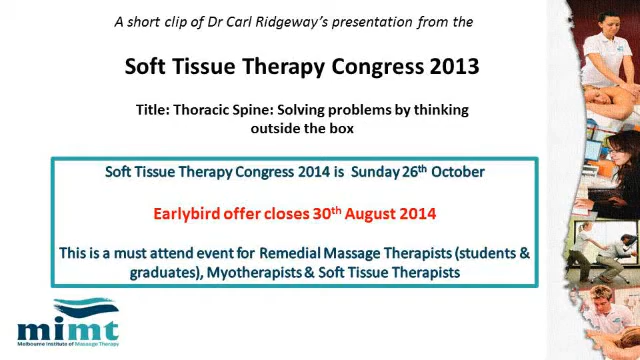 A short clip of Dr Carl Ridgeway's presentation from the
Soft Tissue Therapy Congress 2013
Title: Thoracic Spine: Solving problems by thinking
outside the box
Soft Tissue Therapy Congress 2014 is Sunday 26th October
Earlybird offer closes 30th August 2014
This is a must attend event for Remedial Massage Therapists (students &
graduates), Myotherapists & Soft Tissue Therapists
mimt
Melbourne Institute of Massage Therapy